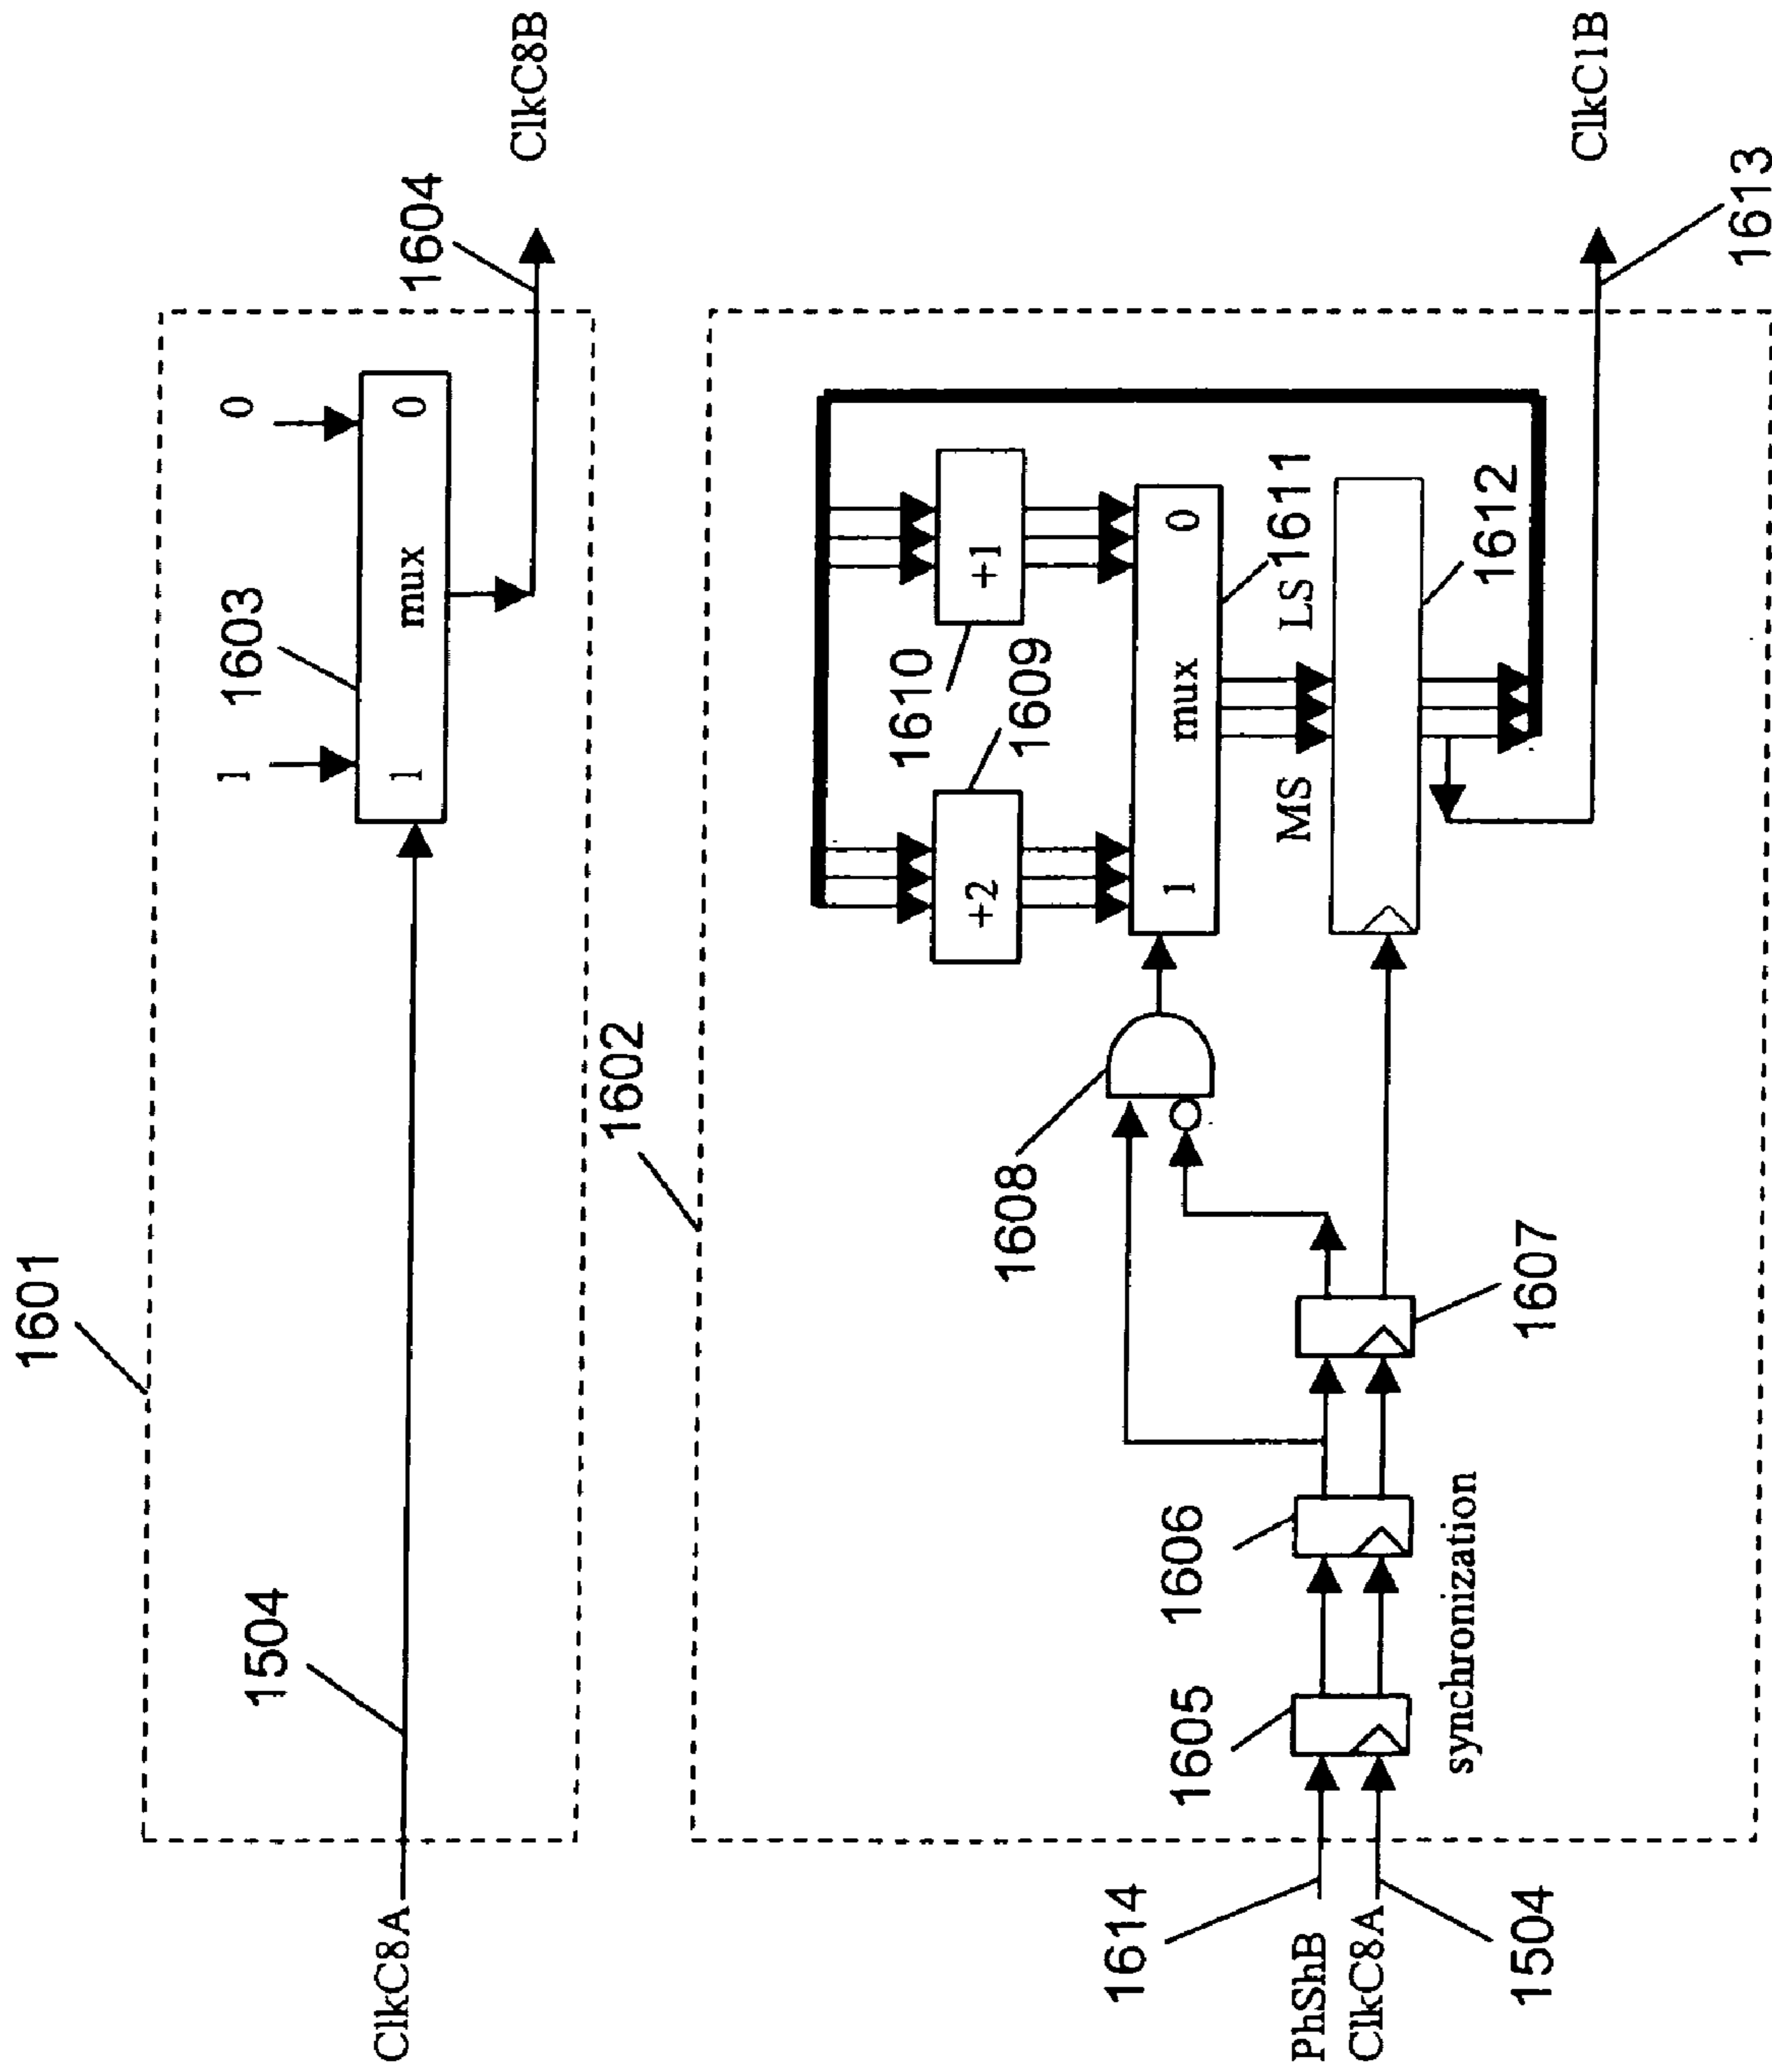 1601
ClkC8A
1504
1603
1
0
1
mux
0
1604
ClkC8B
1602
1610
+1
1609
+2
1
mux
0
1611
MS
LS
1612
1608
1607
1606
1605
synchronization
1614
PhShB
ClkC8A
1504
ClkC1B
1613